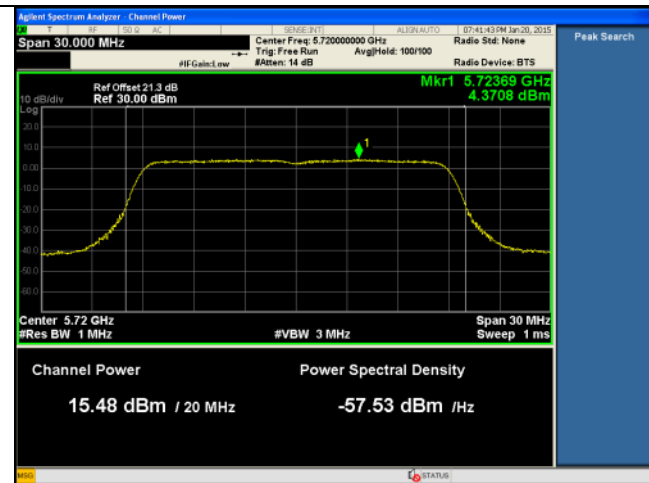 Agilent Spectrum Analyzer - Channel Power
RF 50 Ω AC SENSE:INT ALIGN AUTO 07:41:43 PM Jan 20, 2015
Span 30.000 MHz
Center Freq: 5.720000000 GHz
Radio Std: None
Trig: Free Run Avg|Hold: 100/100
#IFGain:Low #Atten: 14 dB Radio Device: BTS
Peak Search
Ref Offset 21.3 dB
Mkr1 5.72369 GHz
10 dB/div Ref 30.00 dBm
4.3708 dBm
Log
20.0
10.0
1
0.00
-10.0
-20.0
-30.0
-40.0
-50.0
-60.0
Center 5.72 GHz Span 30 MHz
#Res BW 1 MHz #VBW 3 MHz Sweep 1 ms
Channel Power Power Spectral Density
15.48 dBm / 20 MHz -57.53 dBm /Hz
MSG STATUS